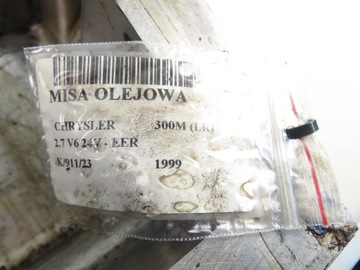 MISA OLEJOWA
CHRYSLER 300M (LR)
2.7 V6 24V - EER
K/911/23 1999